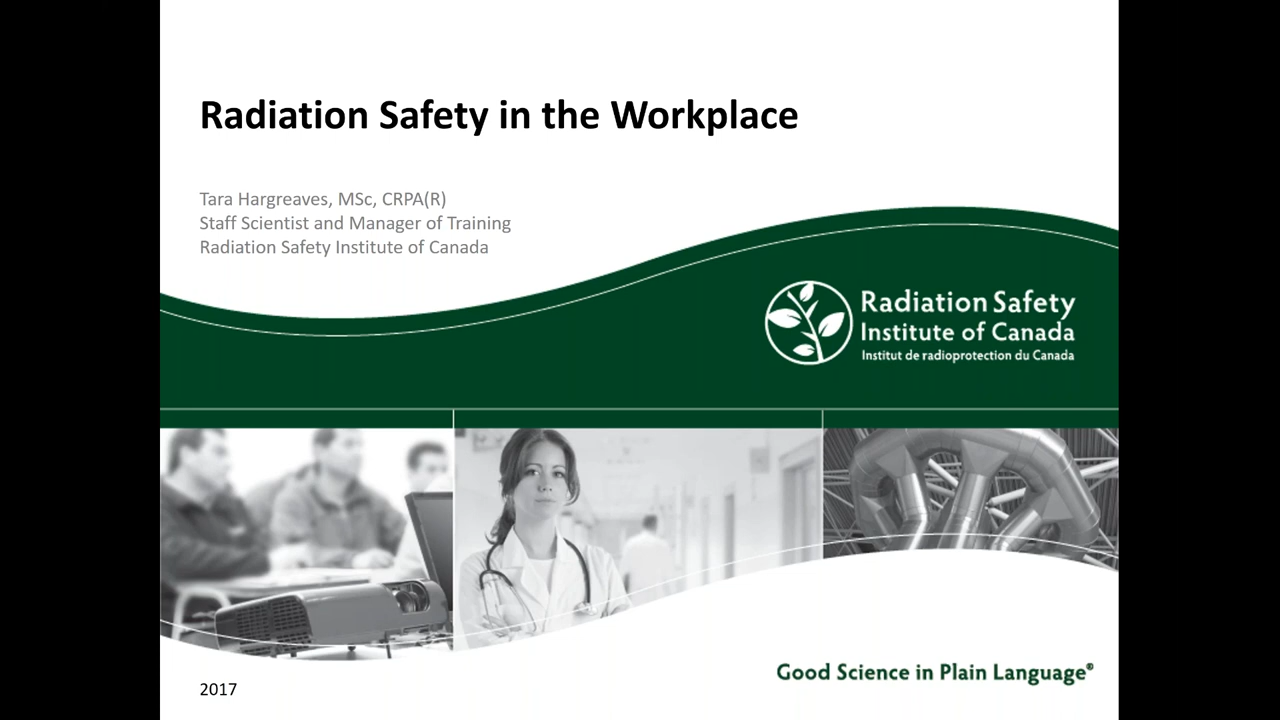 Radiation Safety in the Workplace
Tara Hargreaves, MSc, CRPA(R)
Staff Scientist and Manager of Training
Radiation Safety Institute of Canada
Radiation Safety
Institute of Canada
Institut de radioprotection du Canada
Good Science in Plain Language®
2017